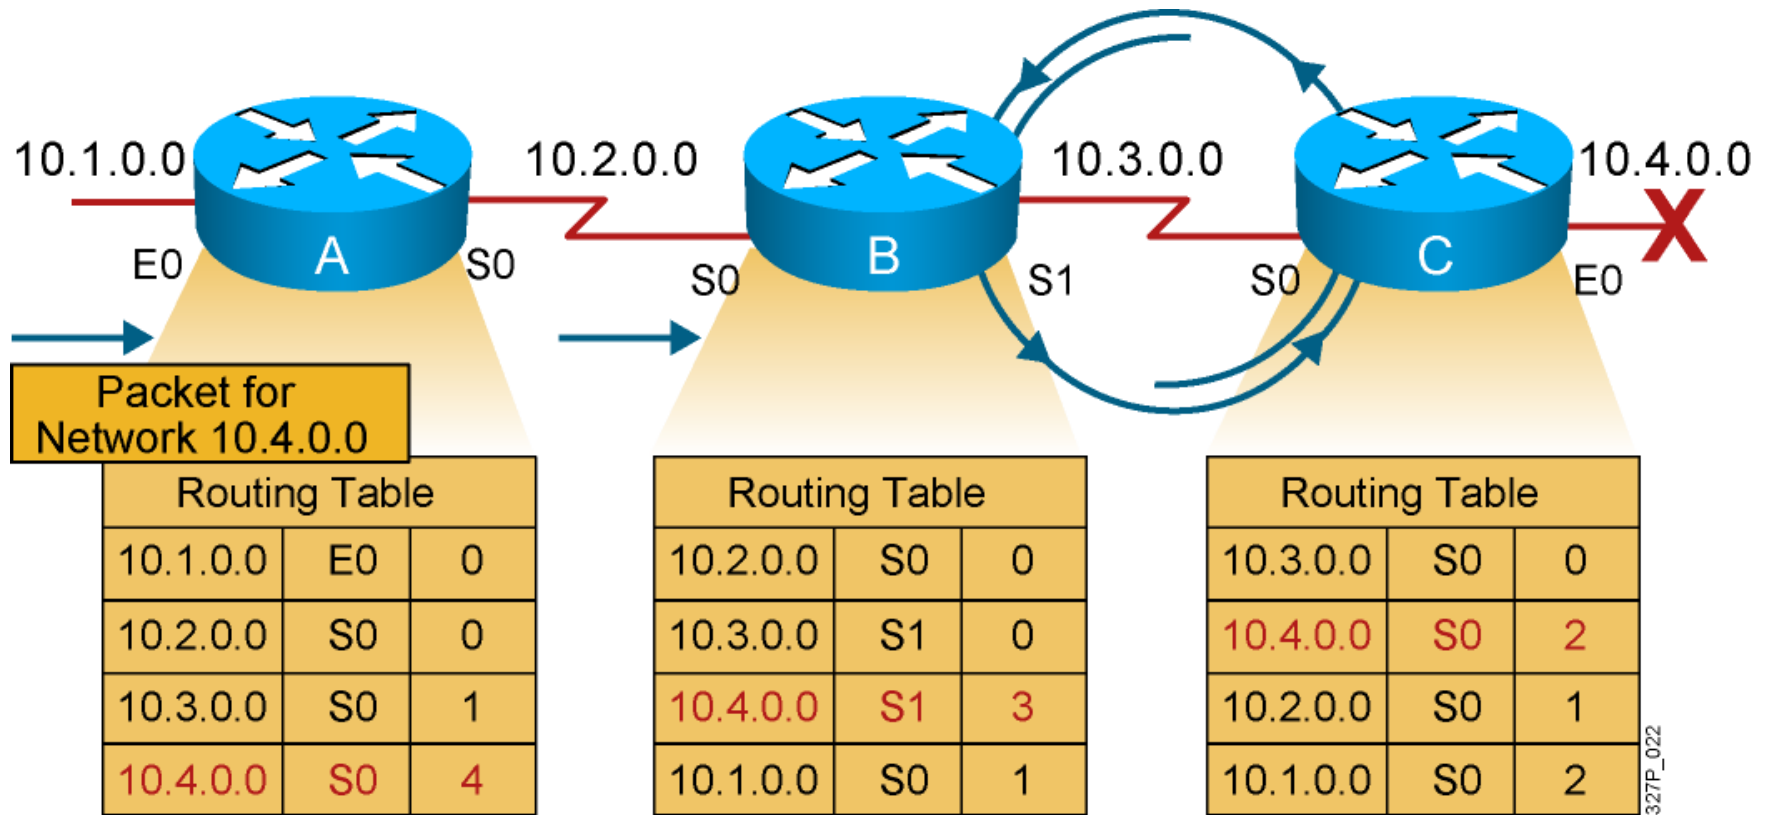 10.1.0.0
10.2.0.0
10.3.0.0
10.4.0.0
A
B
C
X
E0
S0
S0
S1
S0
E0
Packet for
Network 10.4.0.0
Routing Table
10.1.0.0 E0 0
10.2.0.0 S0 0
10.3.0.0 S0 1
10.4.0.0 S0 4
Routing Table
10.2.0.0 S0 0
10.3.0.0 S1 0
10.4.0.0 S1 3
10.1.0.0 S0 1
Routing Table
10.3.0.0 S0 0
10.4.0.0 S0 2
10.2.0.0 S0 1
10.1.0.0 S0 2
327P_022